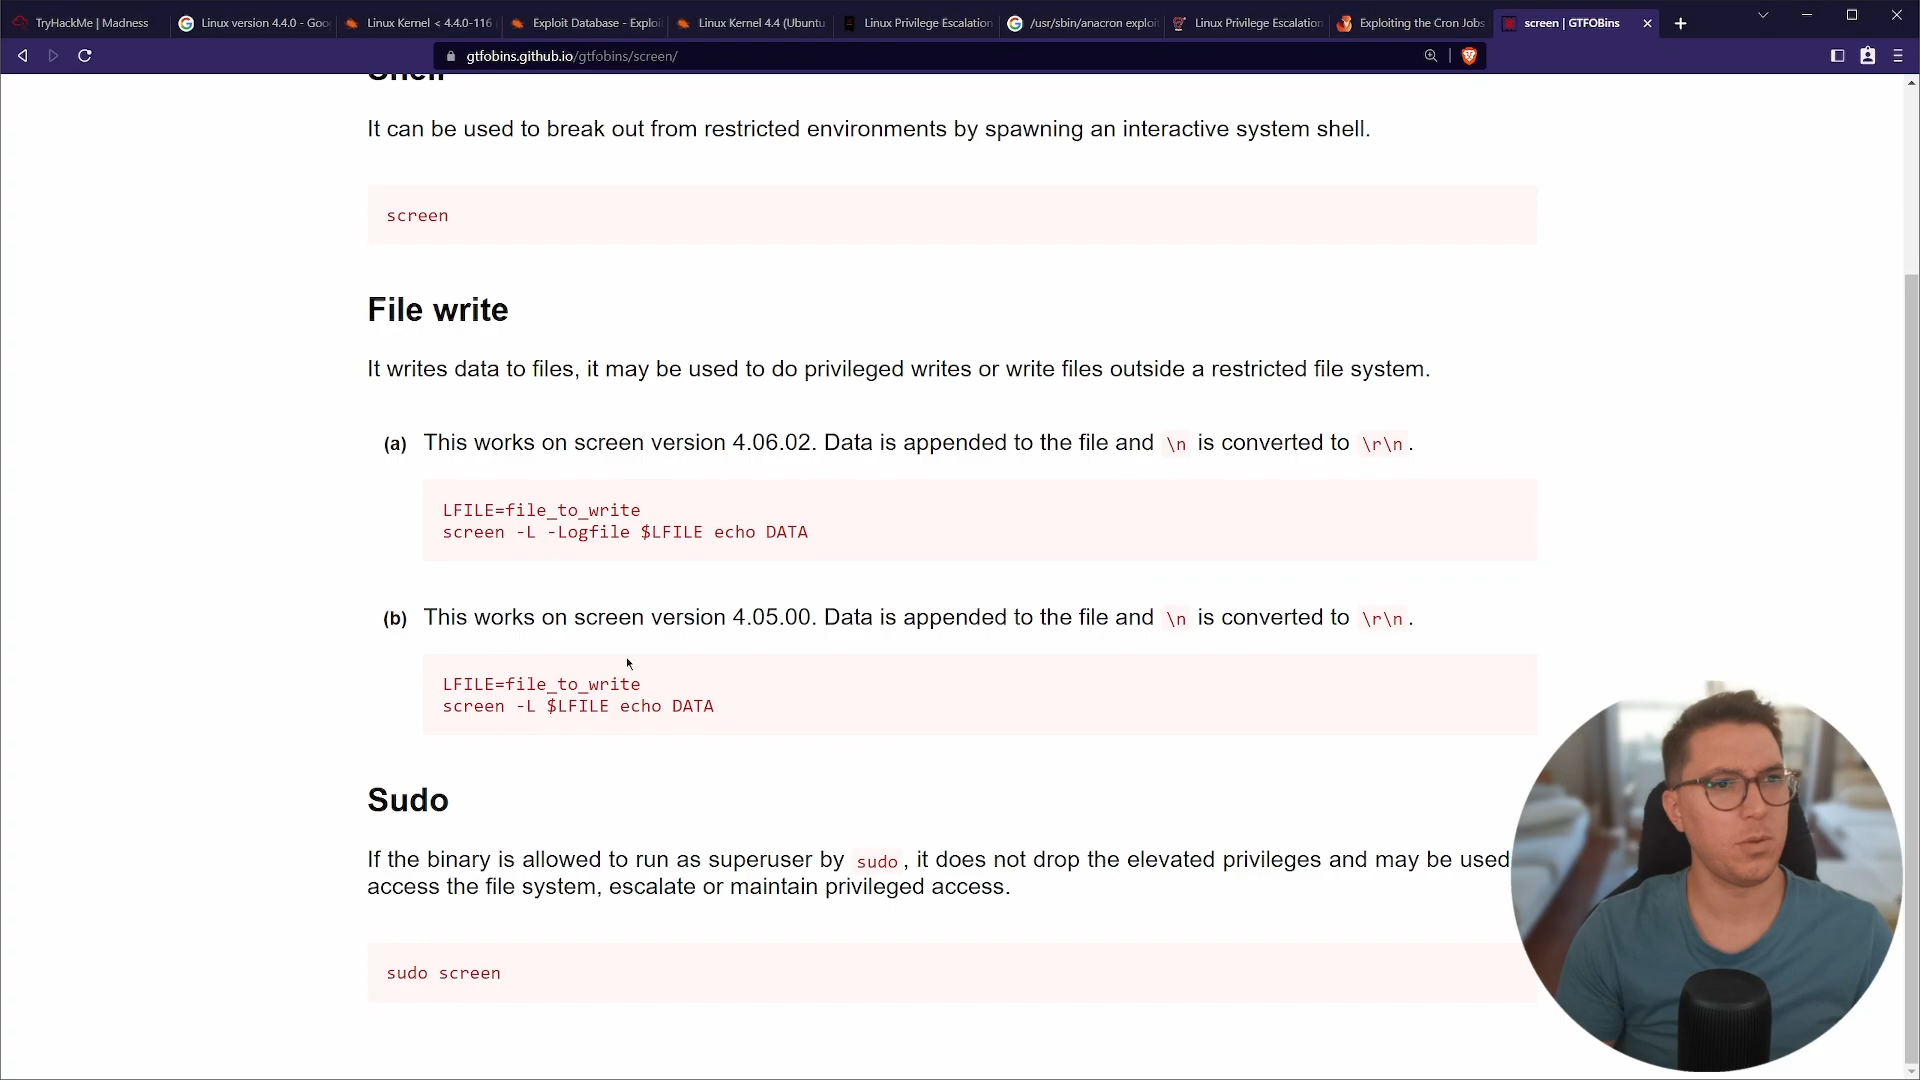 TryHackMe | Madness
Linux version 4.4.0 - Goo
Linux Kernel < 4.4.0-116
Exploit Database - Exploi
Linux Kernel 4.4 (Ubuntu
Linux Privilege Escalation
/usr/sbin/anacron exploit
Linux Privilege Escalation
Exploiting the Cron Jobs
screen | GTFOBins
gtfobins.github.io/gtfobins/screen/
Shell
It can be used to break out from restricted environments by spawning an interactive system shell.
screen
File write
It writes data to files, it may be used to do privileged writes or write files outside a restricted file system.
(a) This works on screen version 4.06.02. Data is appended to the file and \n is converted to \r\n.
LFILE=file_to_write
screen -L -Logfile $LFILE echo DATA
(b) This works on screen version 4.05.00. Data is appended to the file and \n is converted to \r\n.
LFILE=file_to_write
screen -L $LFILE echo DATA
Sudo
If the binary is allowed to run as superuser by sudo, it does not drop the elevated privileges and may be used
access the file system, escalate or maintain privileged access.
sudo screen